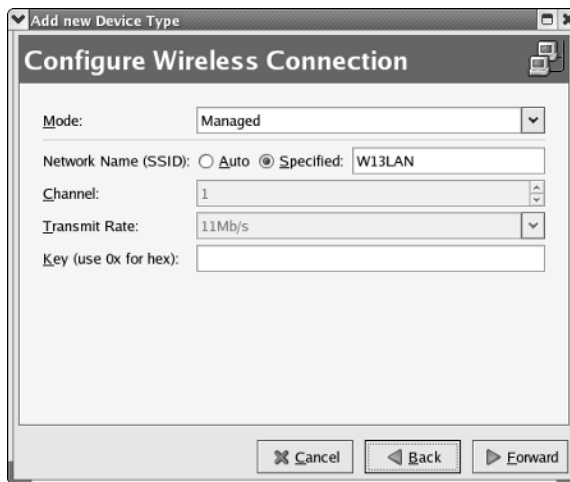 Add new Device Type
Configure Wireless Connection
Mode: Managed
Network Name (SSID): Auto Specified: W13LAN
Channel: 1
Transmit Rate: 11Mb/s
Key (use 0x for hex):
Cancel Back Forward